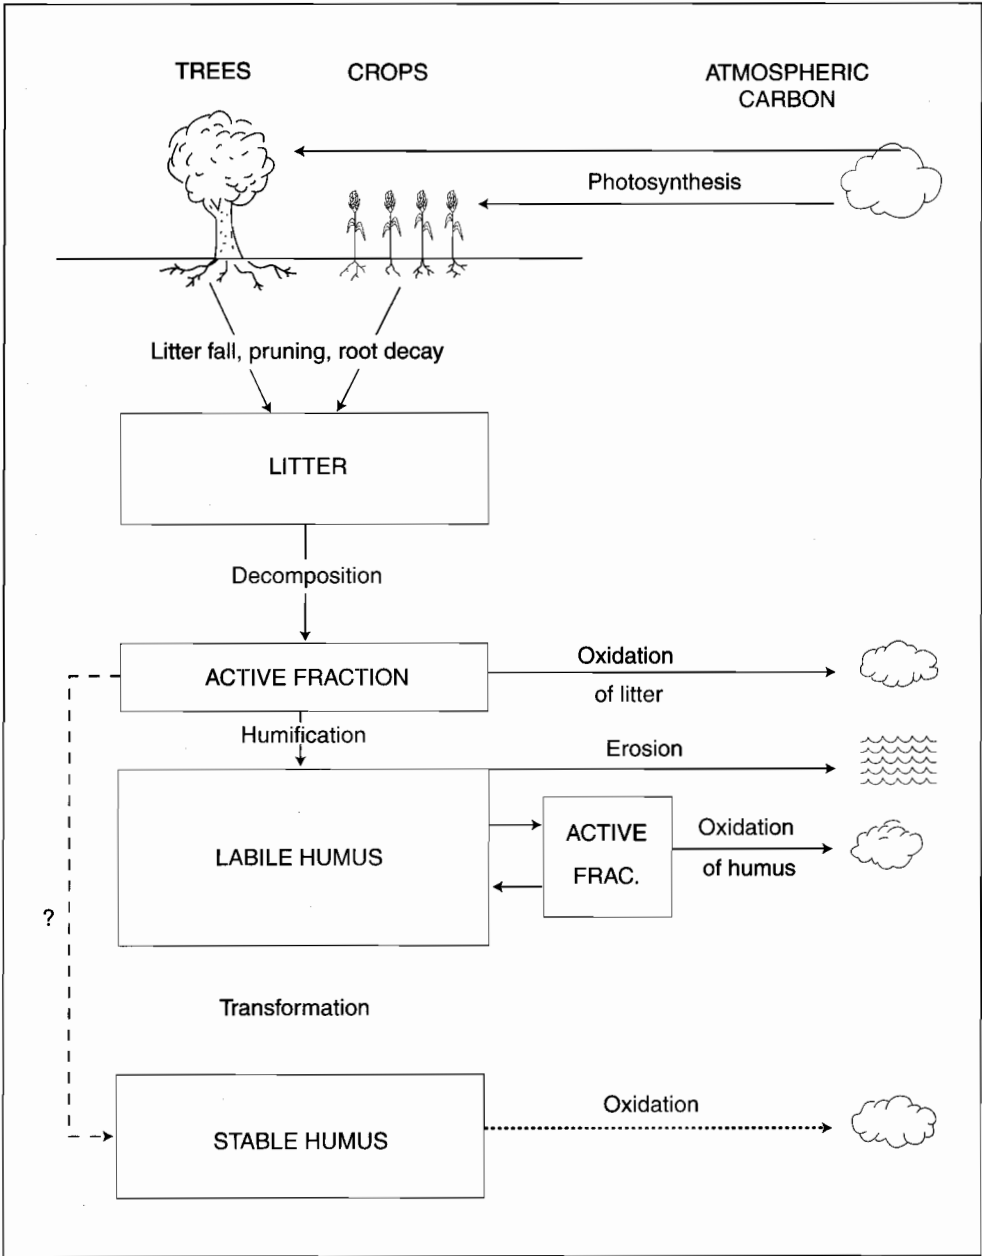 TREES
CROPS
ATMOSPHERIC
CARBON
Photosynthesis
Litter fall, pruning, root decay
LITTER
Decomposition
ACTIVE FRACTION
Oxidation
of litter
Humification
Erosion
LABILE HUMUS
ACTIVE
FRAC.
Oxidation
of humus
?
Transformation
STABLE HUMUS
Oxidation